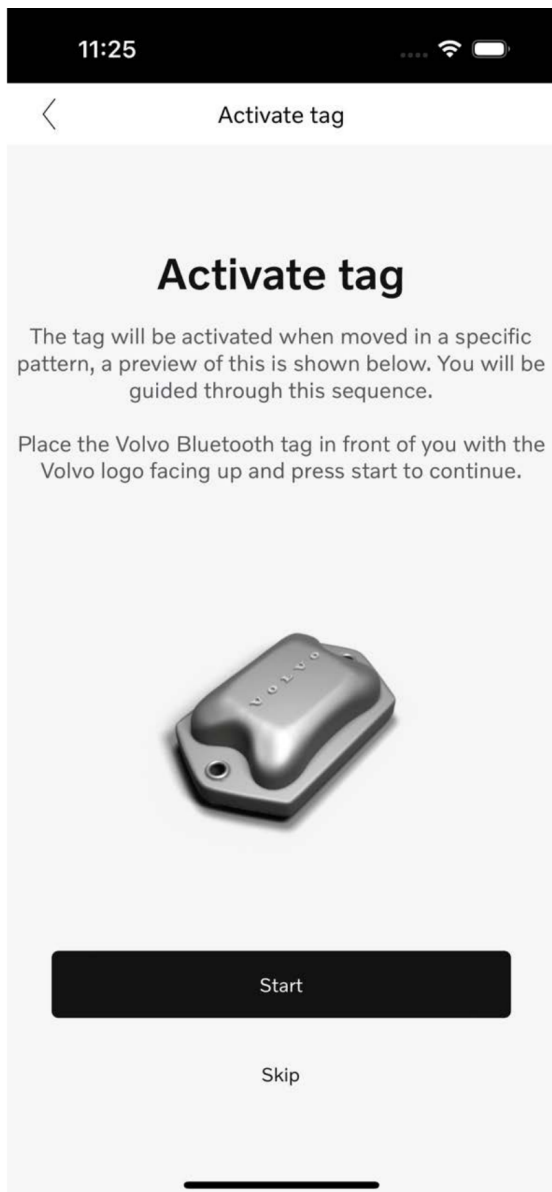 11:25
Activate tag
Activate tag
The tag will be activated when moved in a specific
pattern, a preview of this is shown below. You will be
guided through this sequence.
Place the Volvo Bluetooth tag in front of you with the
Volvo logo facing up and press start to continue.
VOLVO
Start
Skip